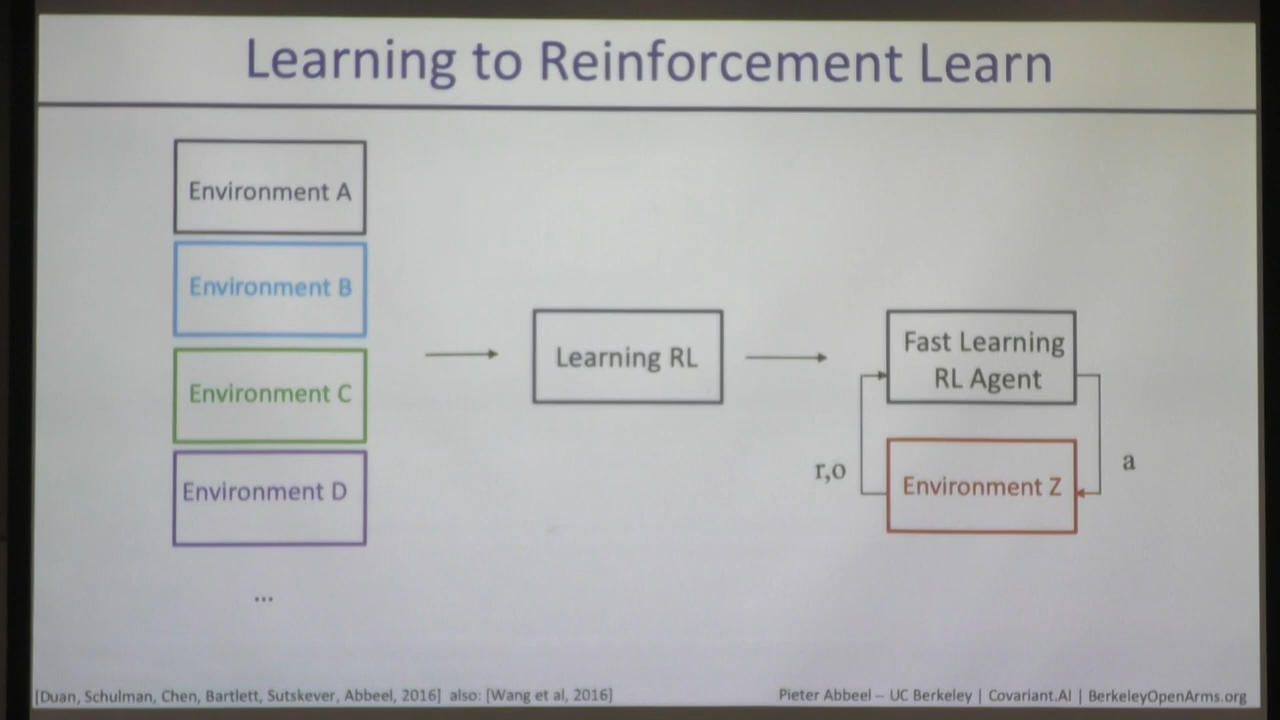 Learning to Reinforcement Learn
Environment A
Environment B
Environment C
Environment D
...
Learning RL
Fast Learning
RL Agent
r,o
a
Environment Z
[Duan, Schulman, Chen, Bartlett, Sutskever, Abbeel, 2016] also: [Wang et al, 2016]
Pieter Abbeel – UC Berkeley | Covariant.AI | BerkeleyOpenArms.org